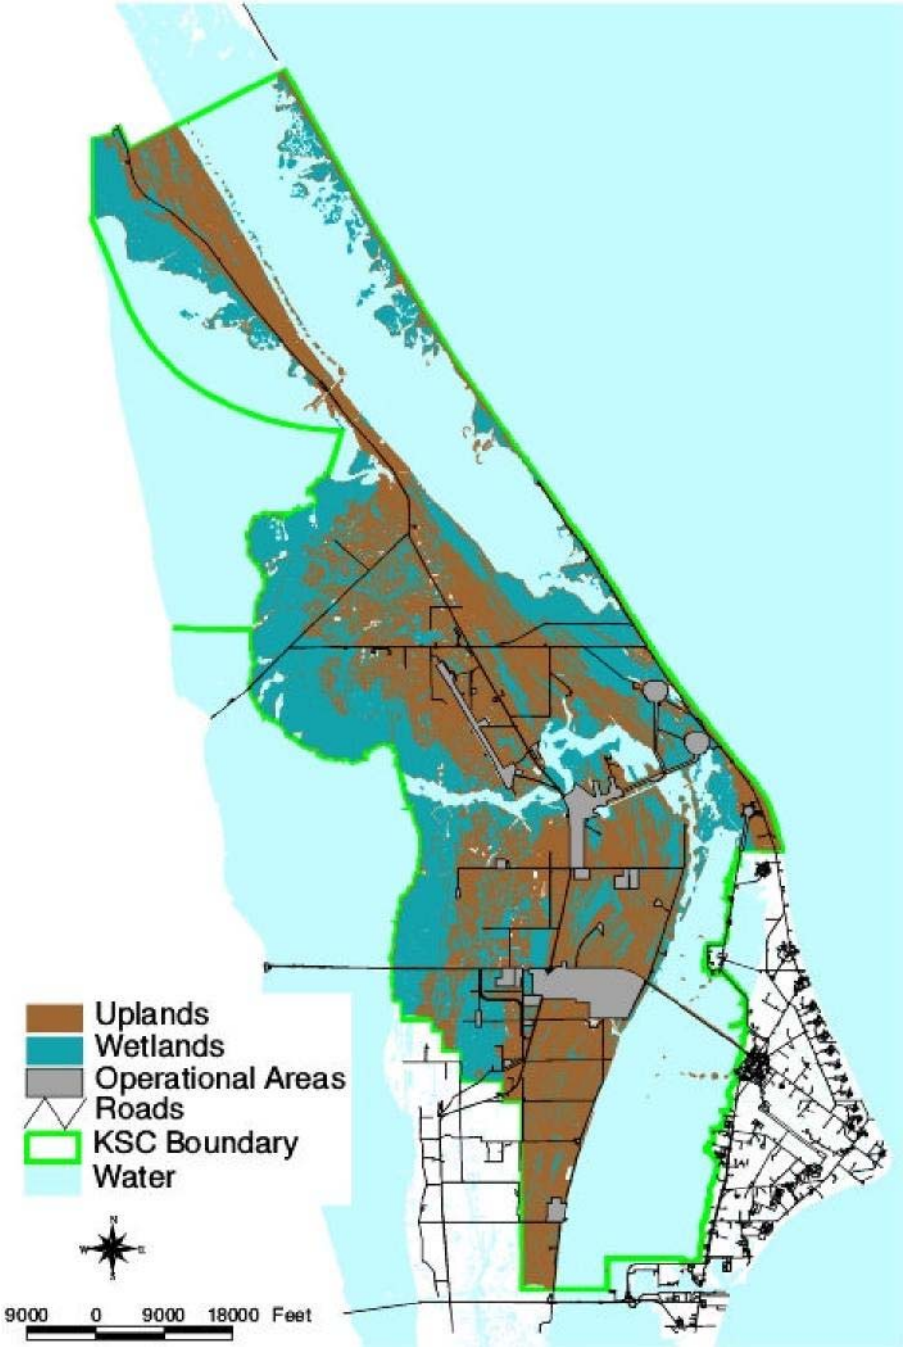 Uplands
Wetlands
Operational Areas
Roads
KSC Boundary
Water
N
W E
S
9000 0 9000 18000 Feet